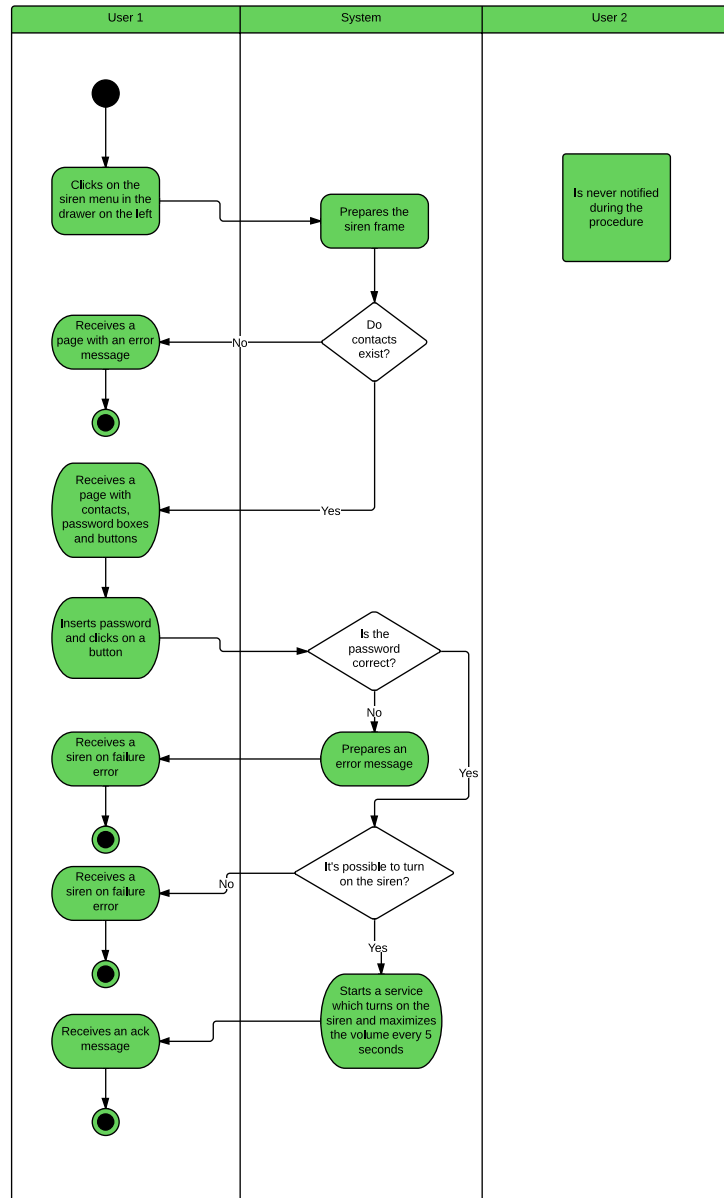 User 1
System
User 2
Clicks on the
siren menu in the
drawer on the left
Prepares the
siren frame
Is never notified
during the
procedure
Receives a
page with an error
message
No
Do
contacts
exist?
Receives a
page with
contacts,
password boxes
and buttons
Yes
Inserts password
and clicks on a
button
Is the
password
correct?
No
Receives a
siren on failure
error
Prepares an
error message
Yes
Receives a
siren on failure
error
No
It's possible to turn
on the siren?
Yes
Starts a service
which turns on the
siren and maximizes
the volume every 5
seconds
Receives an ack
message